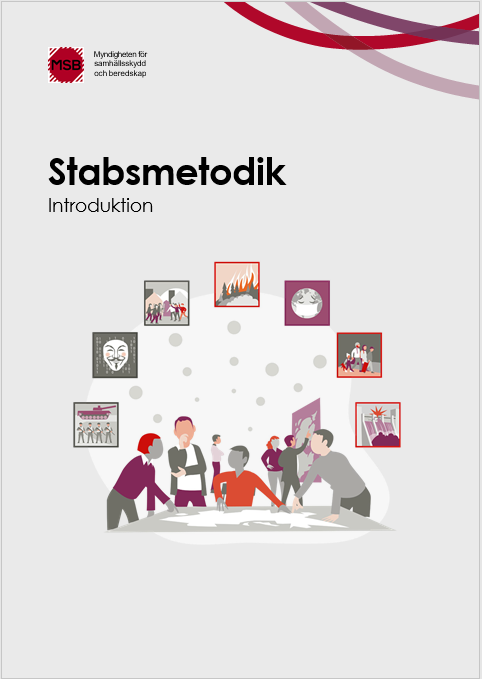 MSB
Myndigheten för
samhällsskydd
och beredskap
Stabsmetodik
Introduktion